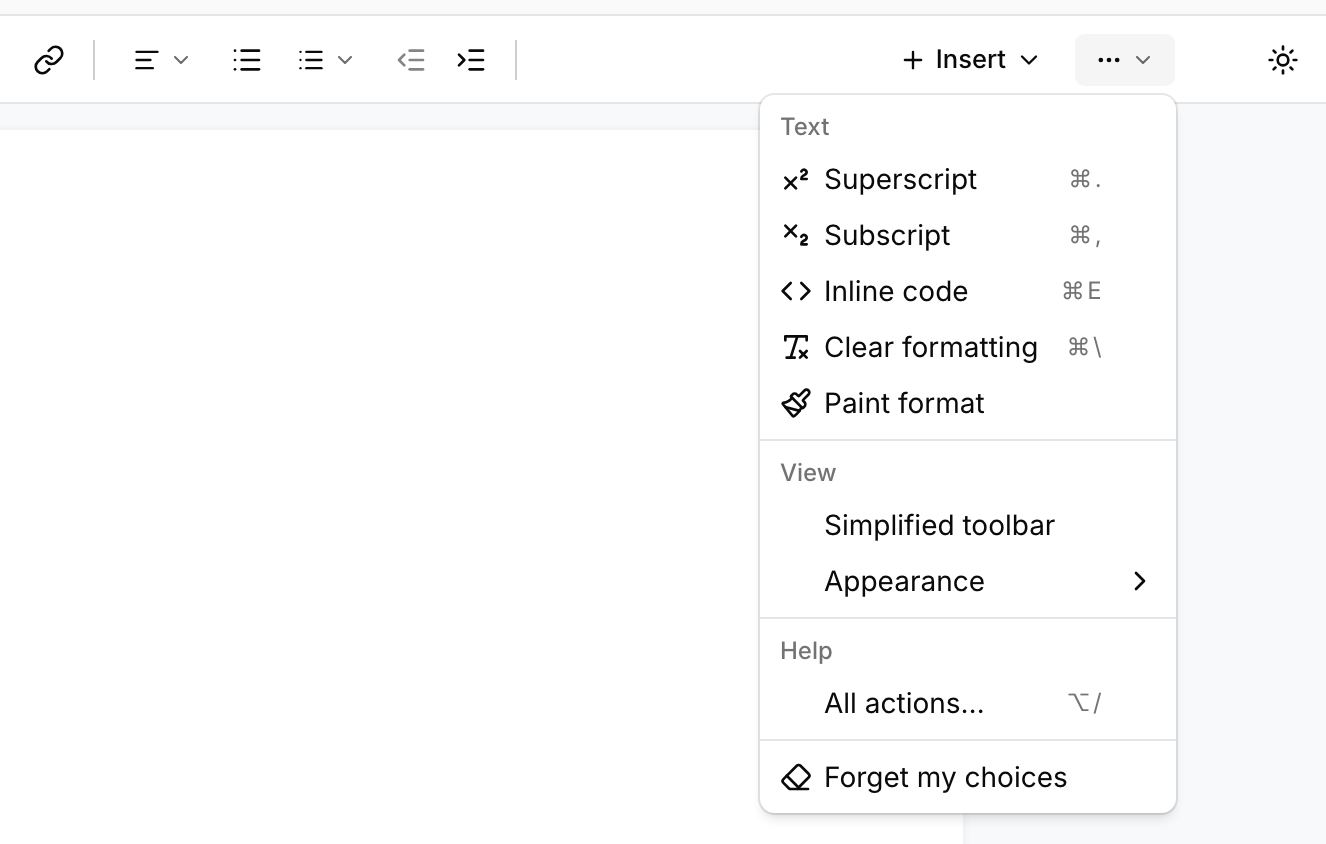 Insert
Text
Superscript ⌘.
Subscript ⌘,
Inline code ⌘E
Clear formatting ⌘\
Paint format
View
Simplified toolbar
Appearance
Help
All actions... ⌥/
Forget my choices